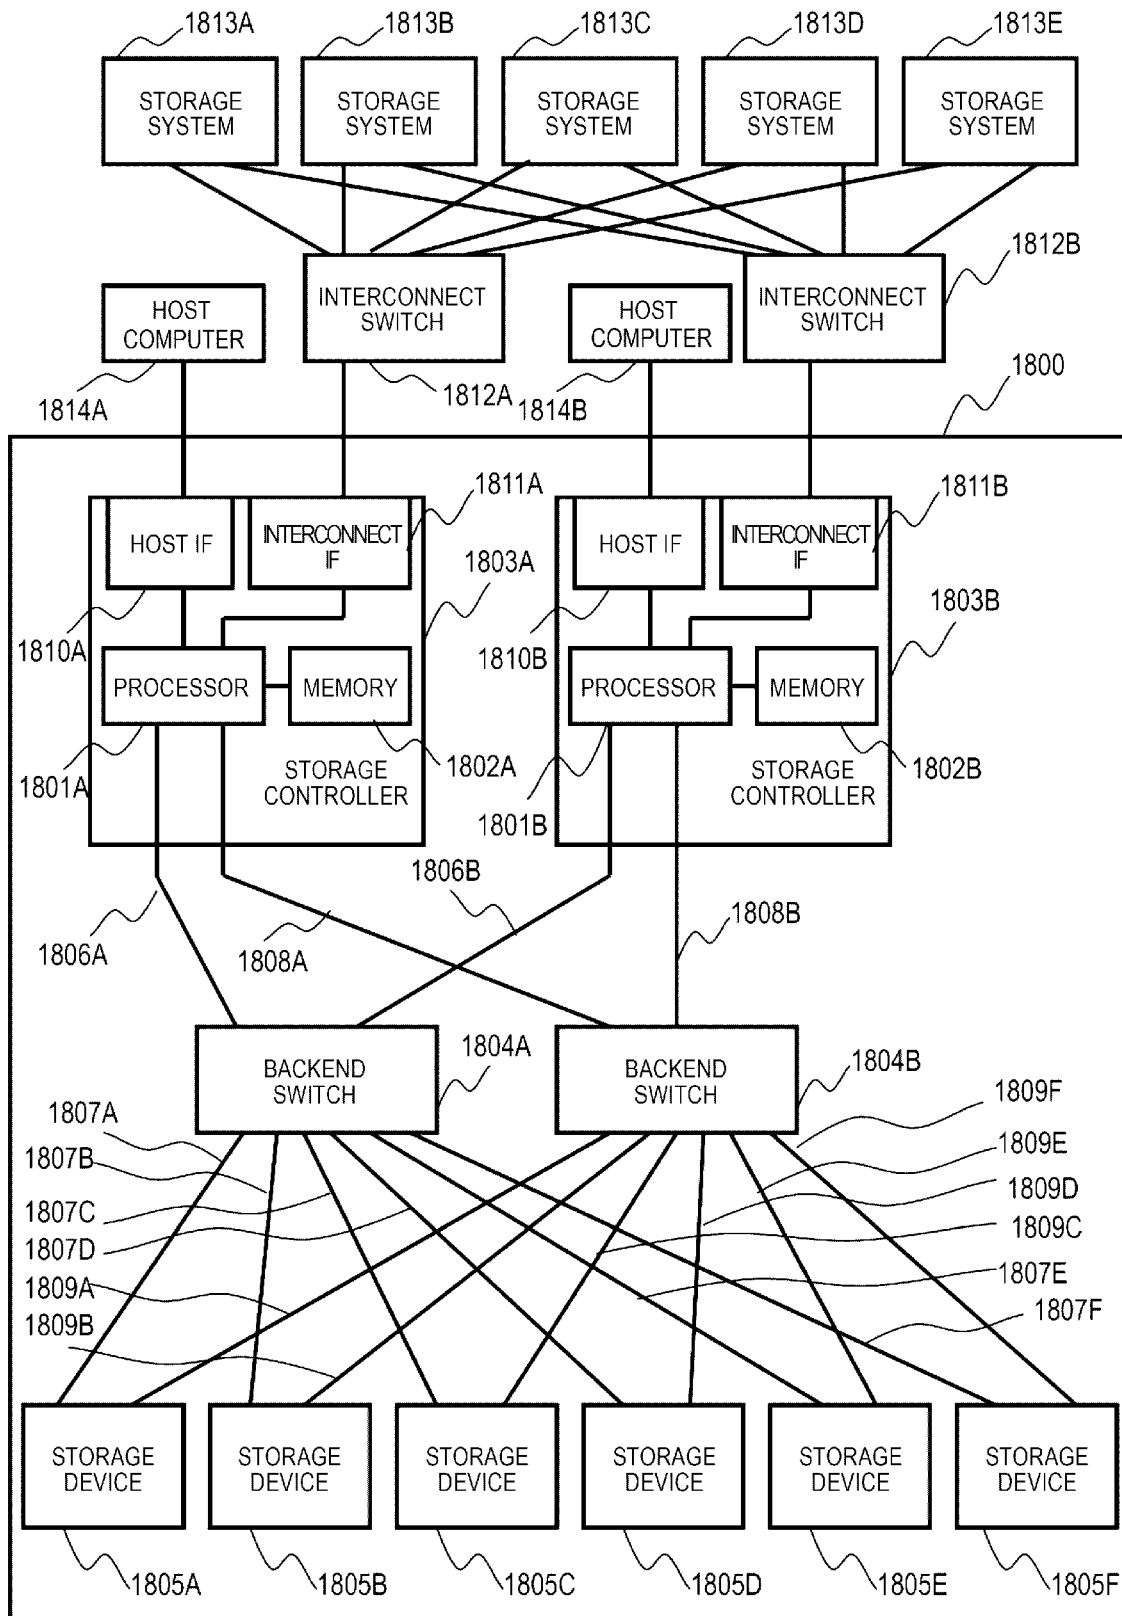 1813A
1813B
1813C
1813D
1813E
STORAGE
SYSTEM
STORAGE
SYSTEM
STORAGE
SYSTEM
STORAGE
SYSTEM
STORAGE
SYSTEM
1812B
HOST
COMPUTER
INTERCONNECT
SWITCH
HOST
COMPUTER
INTERCONNECT
SWITCH
1814A
1812A
1814B
1800
1811A
1811B
HOST IF
INTERCONNECT
IF
1803A
HOST IF
INTERCONNECT
IF
1803B
1810A
1810B
PROCESSOR
MEMORY
PROCESSOR
MEMORY
1801A
1802A
STORAGE
CONTROLLER
1801B
1802B
STORAGE
CONTROLLER
1806B
1806A
1808A
1808B
BACKEND
SWITCH
1804A
BACKEND
SWITCH
1804B
1807A
1809F
1807B
1809E
1807C
1809D
1807D
1809C
1809A
1807E
1809B
1807F
STORAGE
DEVICE
STORAGE
DEVICE
STORAGE
DEVICE
STORAGE
DEVICE
STORAGE
DEVICE
STORAGE
DEVICE
1805A
1805B
1805C
1805D
1805E
1805F